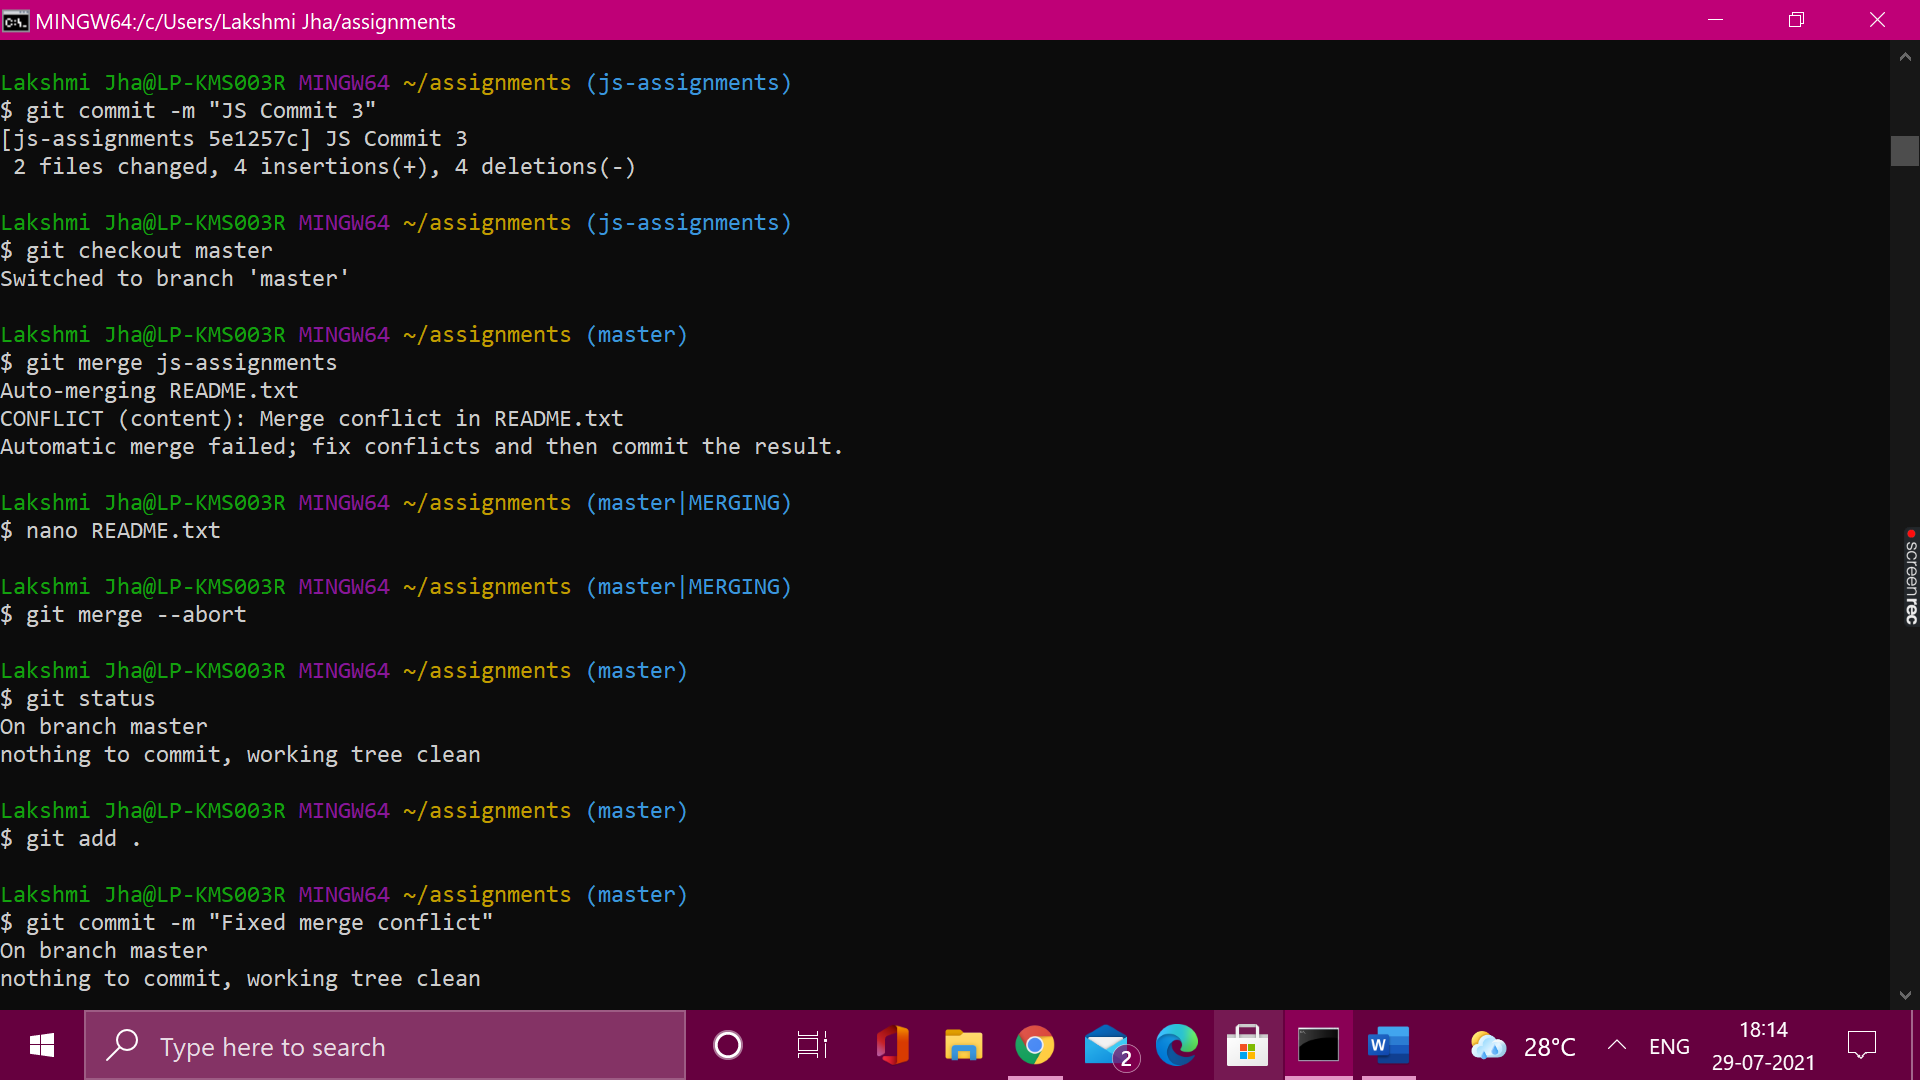 MINGW64:/c/Users/Lakshmi Jha/assignments
Lakshmi Jha@LP-KMS003R MINGW64 ~/assignments (js-assignments)
$ git commit -m "JS Commit 3"
[js-assignments 5e1257c] JS Commit 3
 2 files changed, 4 insertions(+), 4 deletions(-)
Lakshmi Jha@LP-KMS003R MINGW64 ~/assignments (js-assignments)
$ git checkout master
Switched to branch 'master'
Lakshmi Jha@LP-KMS003R MINGW64 ~/assignments (master)
$ git merge js-assignments
Auto-merging README.txt
CONFLICT (content): Merge conflict in README.txt
Automatic merge failed; fix conflicts and then commit the result.
Lakshmi Jha@LP-KMS003R MINGW64 ~/assignments (master|MERGING)
$ nano README.txt
Lakshmi Jha@LP-KMS003R MINGW64 ~/assignments (master|MERGING)
$ git merge --abort
Lakshmi Jha@LP-KMS003R MINGW64 ~/assignments (master)
$ git status
On branch master
nothing to commit, working tree clean
Lakshmi Jha@LP-KMS003R MINGW64 ~/assignments (master)
$ git add .
Lakshmi Jha@LP-KMS003R MINGW64 ~/assignments (master)
$ git commit -m "Fixed merge conflict"
On branch master
nothing to commit, working tree clean
screenrec
Type here to search
2
W
28°C
ENG
18:14
29-07-2021